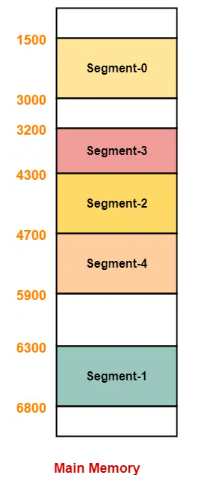 1500
Segment-0
3000
3200
Segment-3
4300
Segment-2
4700
Segment-4
5900
6300
Segment-1
6800
Main Memory